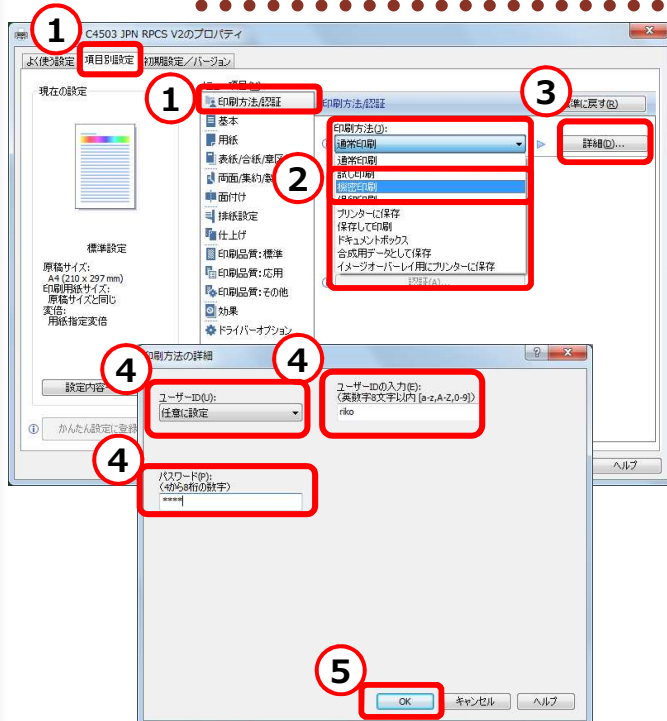 1
C4503 JPN RPCS V2のプロパティ
よく使う設定 項目別設定 初期設定／バージョン
現在の設定
1
印刷方法/認証
基本
用紙
表紙/合紙/章区
両面/集約/製
面付け
排紙設定
仕上げ
印刷品質:標準
印刷品質:応用
印刷品質:その他
効果
ドライバーオプション
印刷方法/認証
3
準に戻す(R)
印刷方法(J):
通常印刷
詳細(D)...
2
通常印刷
試し印刷
機密印刷
プリンターに保存
保存して印刷
ドキュメントボックス
合成用データとして保存
イメージオーバーレイ用にプリンターに保存
認証(A)...
標準設定
原稿サイズ:
A4 (210 x 297 mm)
印刷用紙サイズ:
原稿サイズと同じ
変倍:
用紙指定変倍
設定内容
かんたん設定に登録
ヘルプ
印刷方法の詳細
4
4
ユーザーID(U):
任意に設定
ユーザーIDの入力(E):
(英数字8文字以内 [a-z,A-Z,0-9])
riko
4
パスワード(P):
(4から8桁の数字)
****
5
OK キャンセル ヘルプ